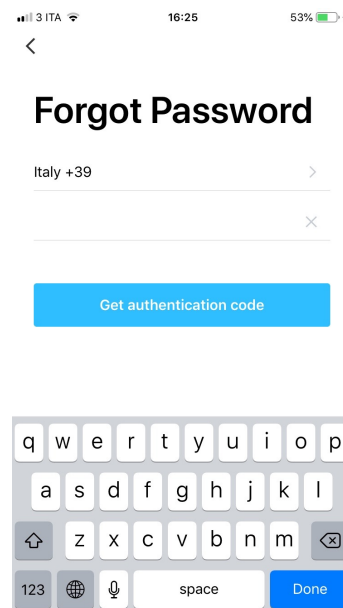 3 ITA 16:25 53%
Forgot Password
Italy +39
Get authentication code
q w e r t y u i o p
a s d f g h j k l
z x c v b n m
123 space Done